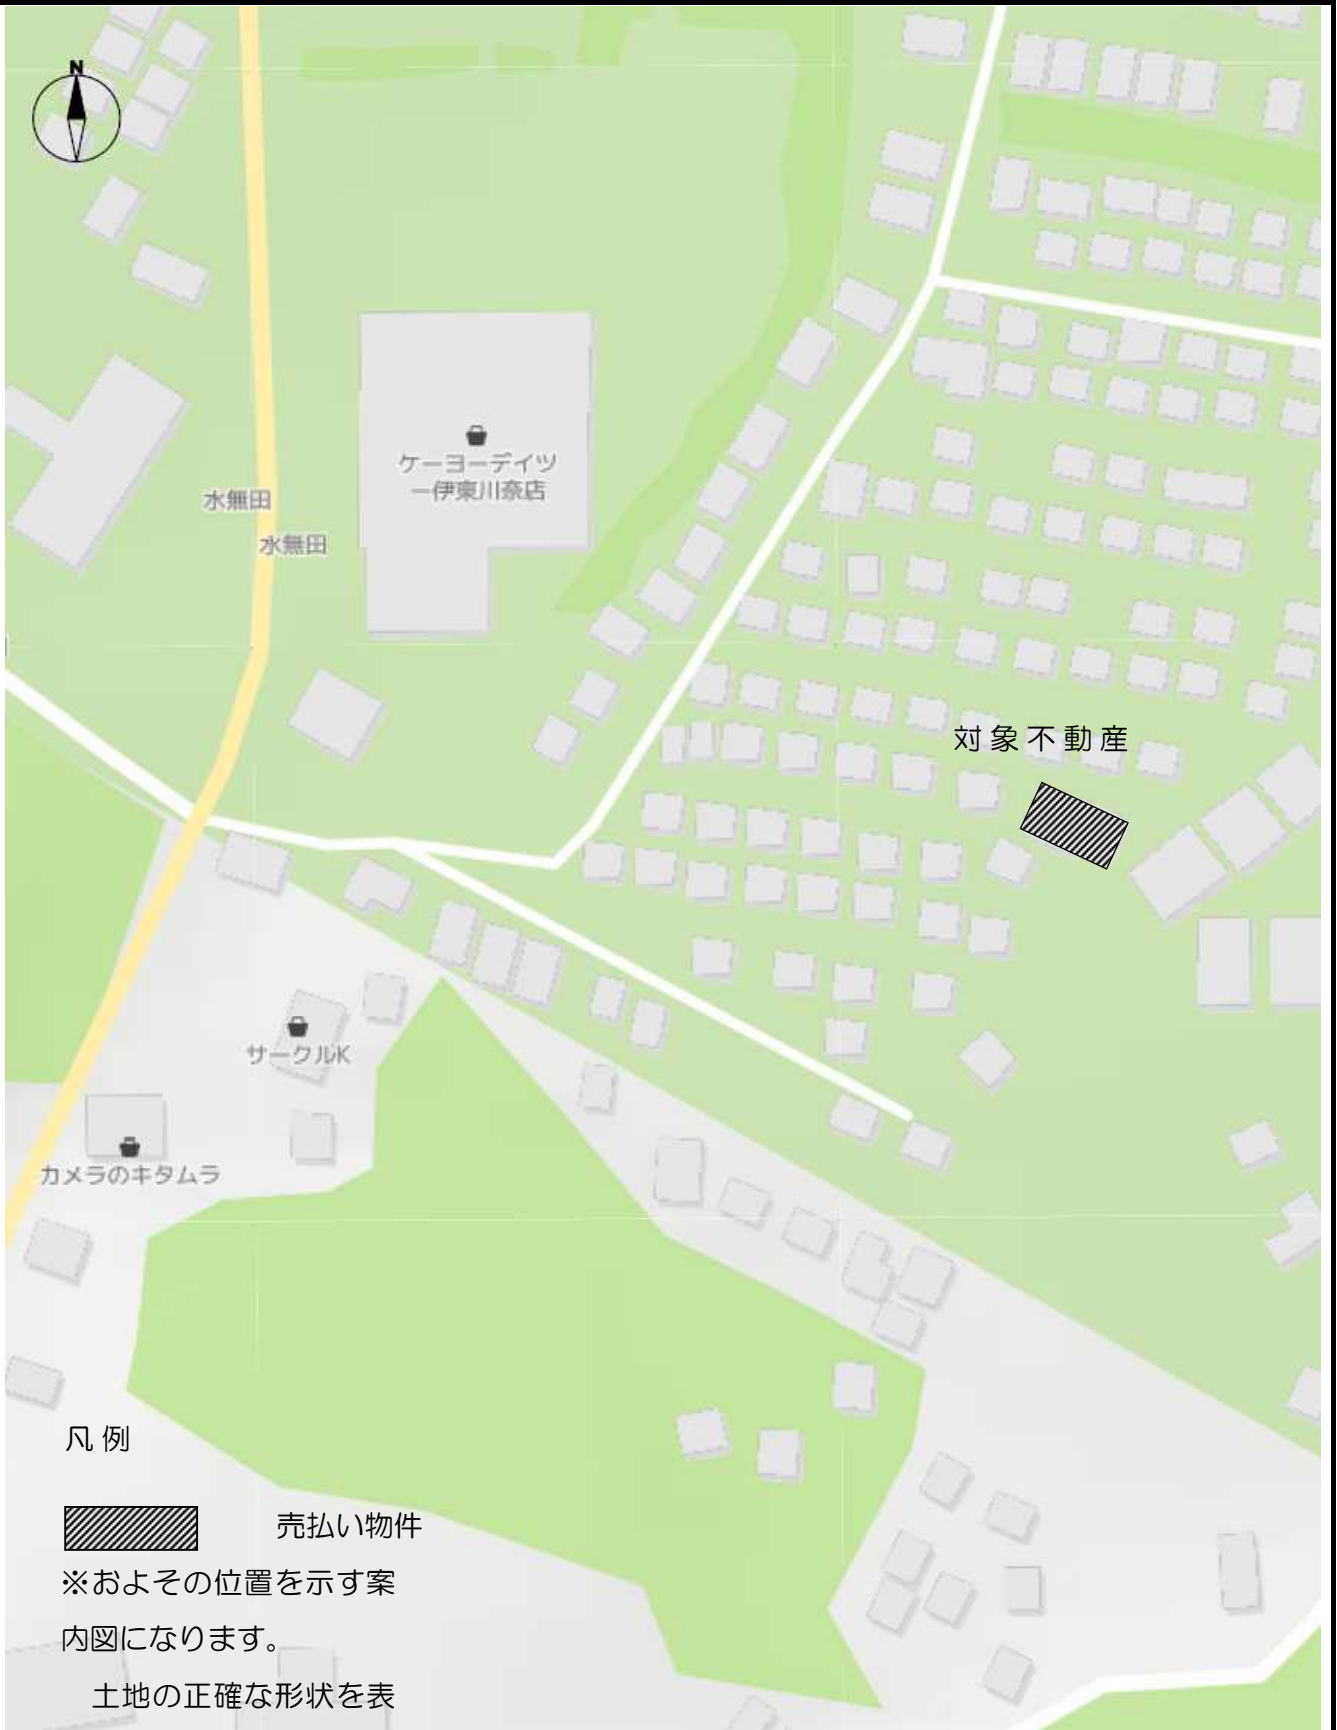 N
ケーヨーデイツ
ー伊東川奈店
水無田
水無田
対象不動産
サークルK
カメラのキタムラ
凡例
売払い物件
※およその位置を示す案
内図になります。
土地の正確な形状を表